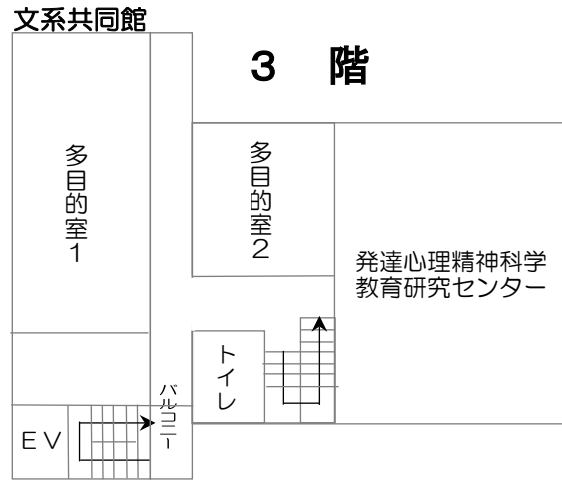 文系共同館
３　階
多目的室１
多目的室２
発達心理精神科学
教育研究センター
トイレ
バルコニー
ＥＶ